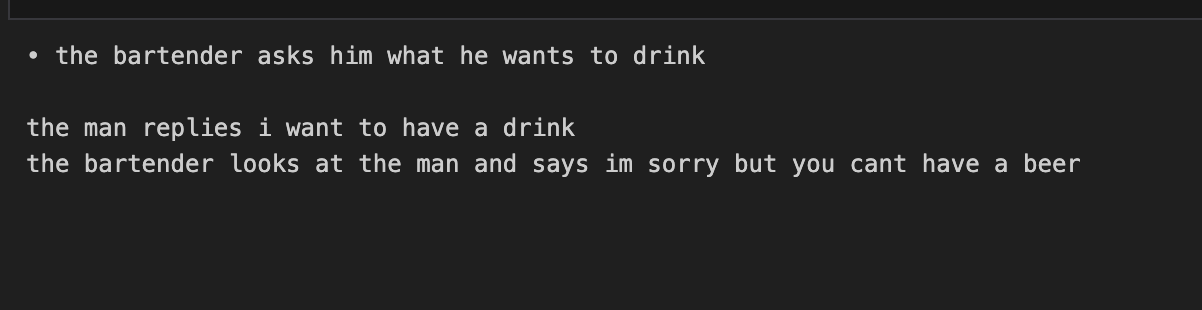 • the bartender asks him what he wants to drink
the man replies i want to have a drink
the bartender looks at the man and says im sorry but you cant have a beer